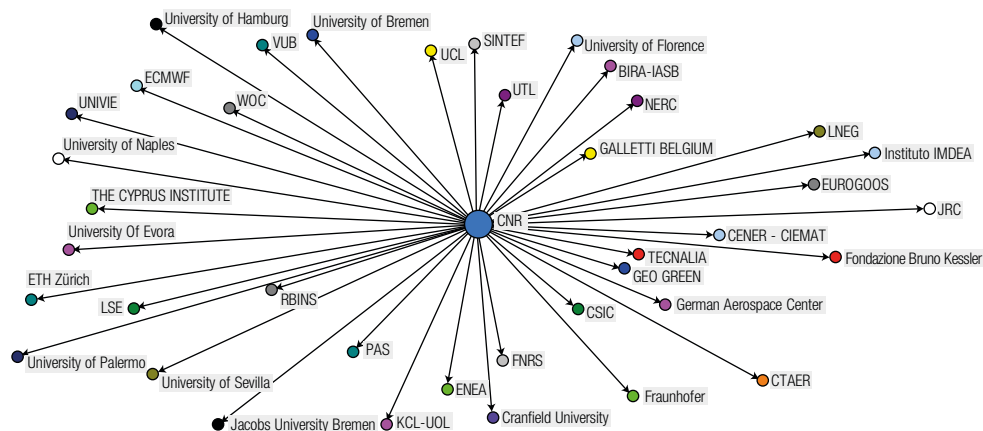 University of Hamburg
University of Bremen
VUB
UCL
SINTEF
University of Florence
BIRA-IASB
ECMWF
UTL
NERC
UNIVIE
WOC
LNEG
University of Naples
GALLETTI BELGIUM
Instituto IMDEA
EUROGOOS
THE CYPRUS INSTITUTE
JRC
CNR
University Of Evora
CENER - CIEMAT
TECNALIA
Fondazione Bruno Kessler
GEO GREEN
ETH Zürich
RBINS
LSE
German Aerospace Center
CSIC
University of Palermo
PAS
FNRS
University of Sevilla
CTAER
ENEA
Fraunhofer
Jacobs University Bremen
KCL-UOL
Cranfield University